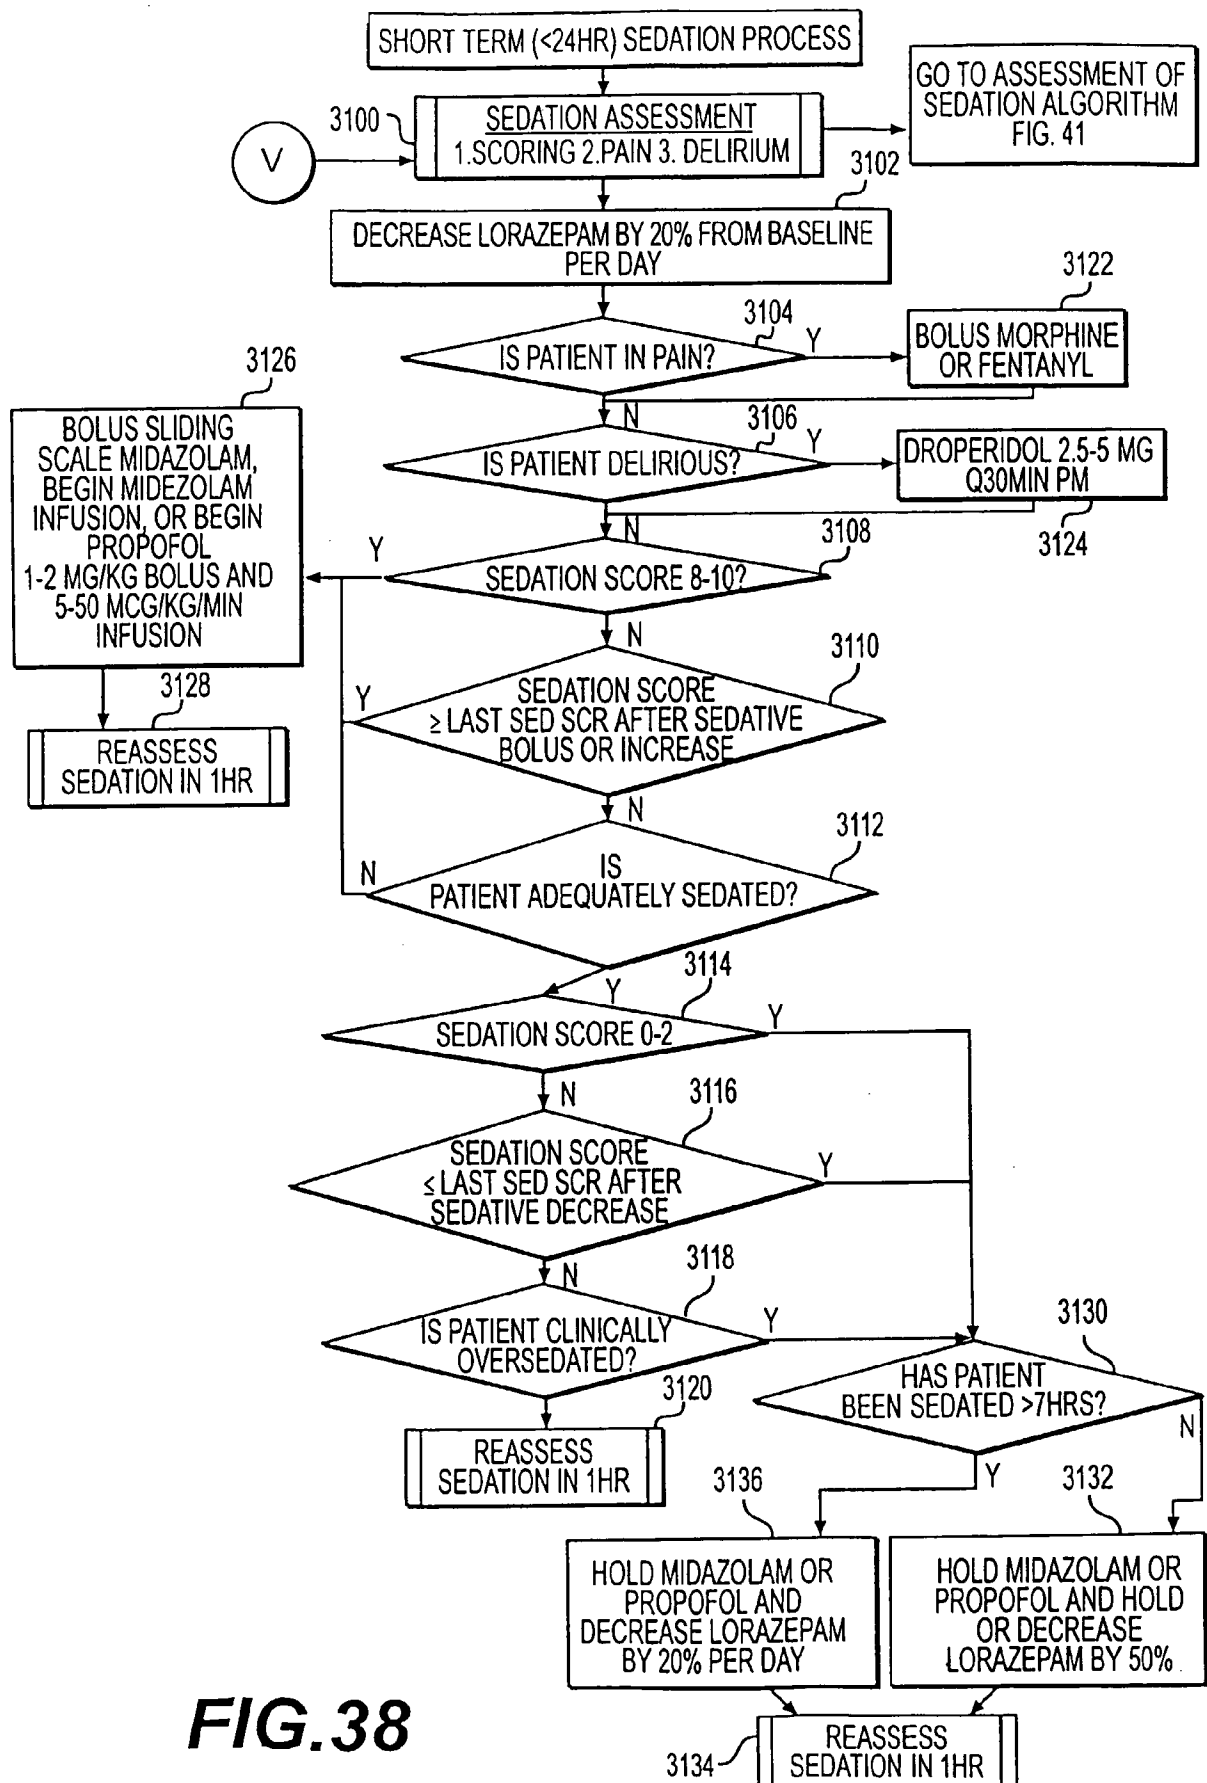 SHORT TERM (<24HR) SEDATION PROCESS
GO TO ASSESSMENT OF
SEDATION ALGORITHM
FIG. 41
3100
SEDATION ASSESSMENT
1.SCORING 2.PAIN 3. DELIRIUM
V
3102
DECREASE LORAZEPAM BY 20% FROM BASELINE
PER DAY
3104
IS PATIENT IN PAIN?
Y
N
3122
BOLUS MORPHINE
OR FENTANYL
3106
IS PATIENT DELIRIOUS?
Y
N
DROPERIDOL 2.5-5 MG
Q30MIN PM
3124
3126
BOLUS SLIDING
SCALE MIDAZOLAM,
BEGIN MIDEZOLAM
INFUSION, OR BEGIN
PROPOFOL
1-2 MG/KG BOLUS AND
5-50 MCG/KG/MIN
INFUSION
3108
Y
SEDATION SCORE 8-10?
N
3128
REASSESS
SEDATION IN 1HR
3110
Y
SEDATION SCORE
≥ LAST SED SCR AFTER SEDATIVE
BOLUS OR INCREASE
N
3112
N
IS
PATIENT ADEQUATELY SEDATED?
Y
3114
SEDATION SCORE 0-2
Y
N
3116
SEDATION SCORE
≤ LAST SED SCR AFTER
SEDATIVE DECREASE
Y
N
3118
IS PATIENT CLINICALLY
OVERSEDATED?
Y
3120
REASSESS
SEDATION IN 1HR
3130
HAS PATIENT
BEEN SEDATED >7HRS?
N
Y
3136
HOLD MIDAZOLAM OR
PROPOFOL AND
DECREASE LORAZEPAM
BY 20% PER DAY
3132
HOLD MIDAZOLAM OR
PROPOFOL AND HOLD
OR DECREASE
LORAZEPAM BY 50%
3134
REASSESS
SEDATION IN 1HR
FIG.38